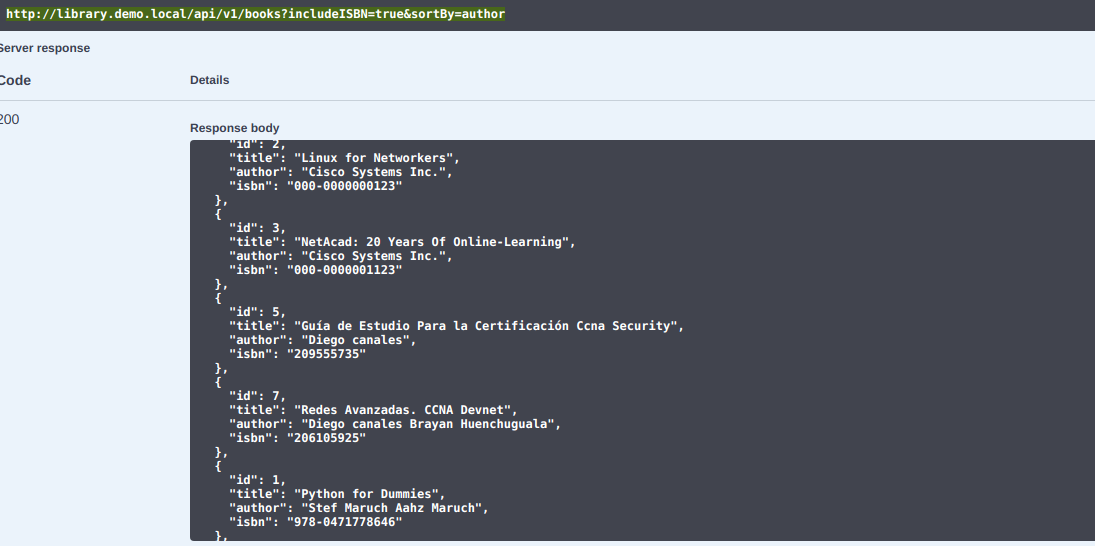 http://library.demo.local/api/v1/books?includeISBN=true&sortBy=author
Server response
Code Details
200
Response body
"id": 2,
"title": "Linux for Networkers",
"author": "Cisco Systems Inc.",
"isbn": "000-0000000123"
},
{
"id": 3,
"title": "NetAcad: 20 Years Of Online-Learning",
"author": "Cisco Systems Inc.",
"isbn": "000-0000001123"
},
{
"id": 5,
"title": "Guía de Estudio Para la Certificación Ccna Security",
"author": "Diego canales",
"isbn": "209555735"
},
{
"id": 7,
"title": "Redes Avanzadas. CCNA Devnet",
"author": "Diego canales Brayan Huenchuguala",
"isbn": "206105925"
},
{
"id": 1,
"title": "Python for Dummies",
"author": "Stef Maruch Aahz Maruch",
"isbn": "978-0471778646"
},